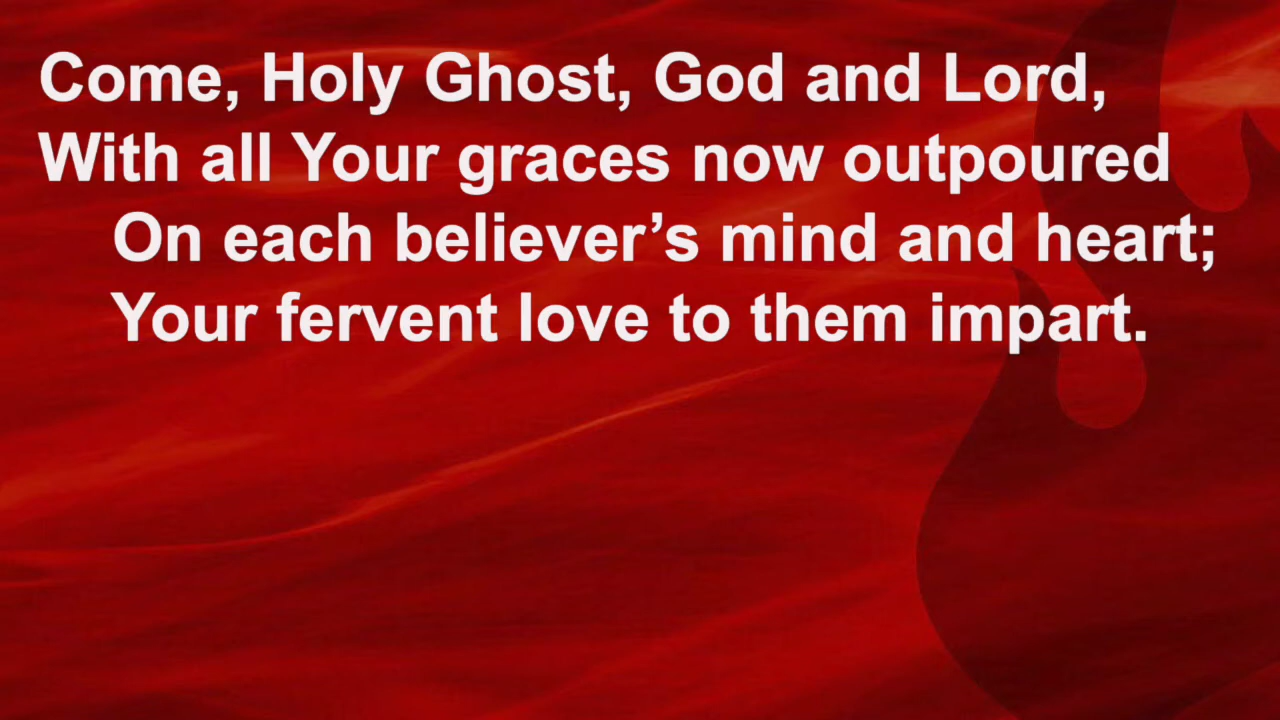 Come, Holy Ghost, God and Lord,
With all Your graces now outpoured
On each believer’s mind and heart;
Your fervent love to them impart.